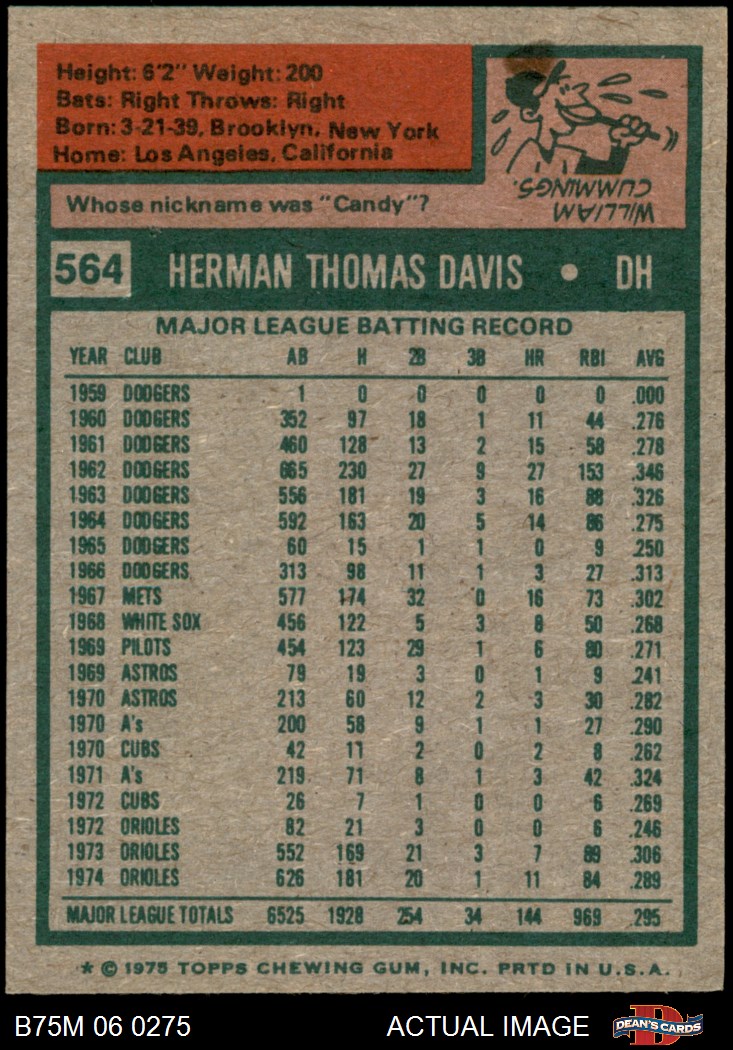 Height: 6'2" Weight: 200
Bats: Right Throws: Right
Born: 3-21-39, Brooklyn, New York
Home: Los Angeles, California
Whose nickname was "Candy"?
WILLIAM
CUMMINGS.
564 HERMAN THOMAS DAVIS • DH
MAJOR LEAGUE BATTING RECORD
YEAR CLUB AB H 2B 3B HR RBI AVG
1959 DODGERS 1 0 0 0 0 0 .000
1960 DODGERS 352 97 18 1 11 44 .276
1961 DODGERS 460 128 13 2 15 58 .278
1962 DODGERS 665 230 27 9 27 153 .346
1963 DODGERS 556 181 19 3 16 88 .326
1964 DODGERS 592 163 20 5 14 86 .275
1965 DODGERS 60 15 1 1 0 9 .250
1966 DODGERS 313 98 11 1 3 27 .313
1967 METS 577 174 32 0 16 73 .302
1968 WHITE SOX 456 122 5 3 8 50 .268
1969 PILOTS 454 123 29 1 6 80 .271
1969 ASTROS 79 19 3 0 1 9 .241
1970 ASTROS 213 60 12 2 3 30 .282
1970 A's 200 58 9 1 1 27 .290
1970 CUBS 42 11 2 0 2 8 .262
1971 A's 219 71 8 1 3 42 .324
1972 CUBS 26 7 1 0 0 6 .269
1972 ORIOLES 82 21 3 0 0 6 .246
1973 ORIOLES 552 169 21 3 7 89 .306
1974 ORIOLES 626 181 20 1 11 84 .289
MAJOR LEAGUE TOTALS 6525 1928 254 34 144 969 .295
* © 1975 TOPPS CHEWING GUM, INC. PRTD IN U.S.A.
B75M 06 0275 ACTUAL IMAGE D DEAN'S CARDS